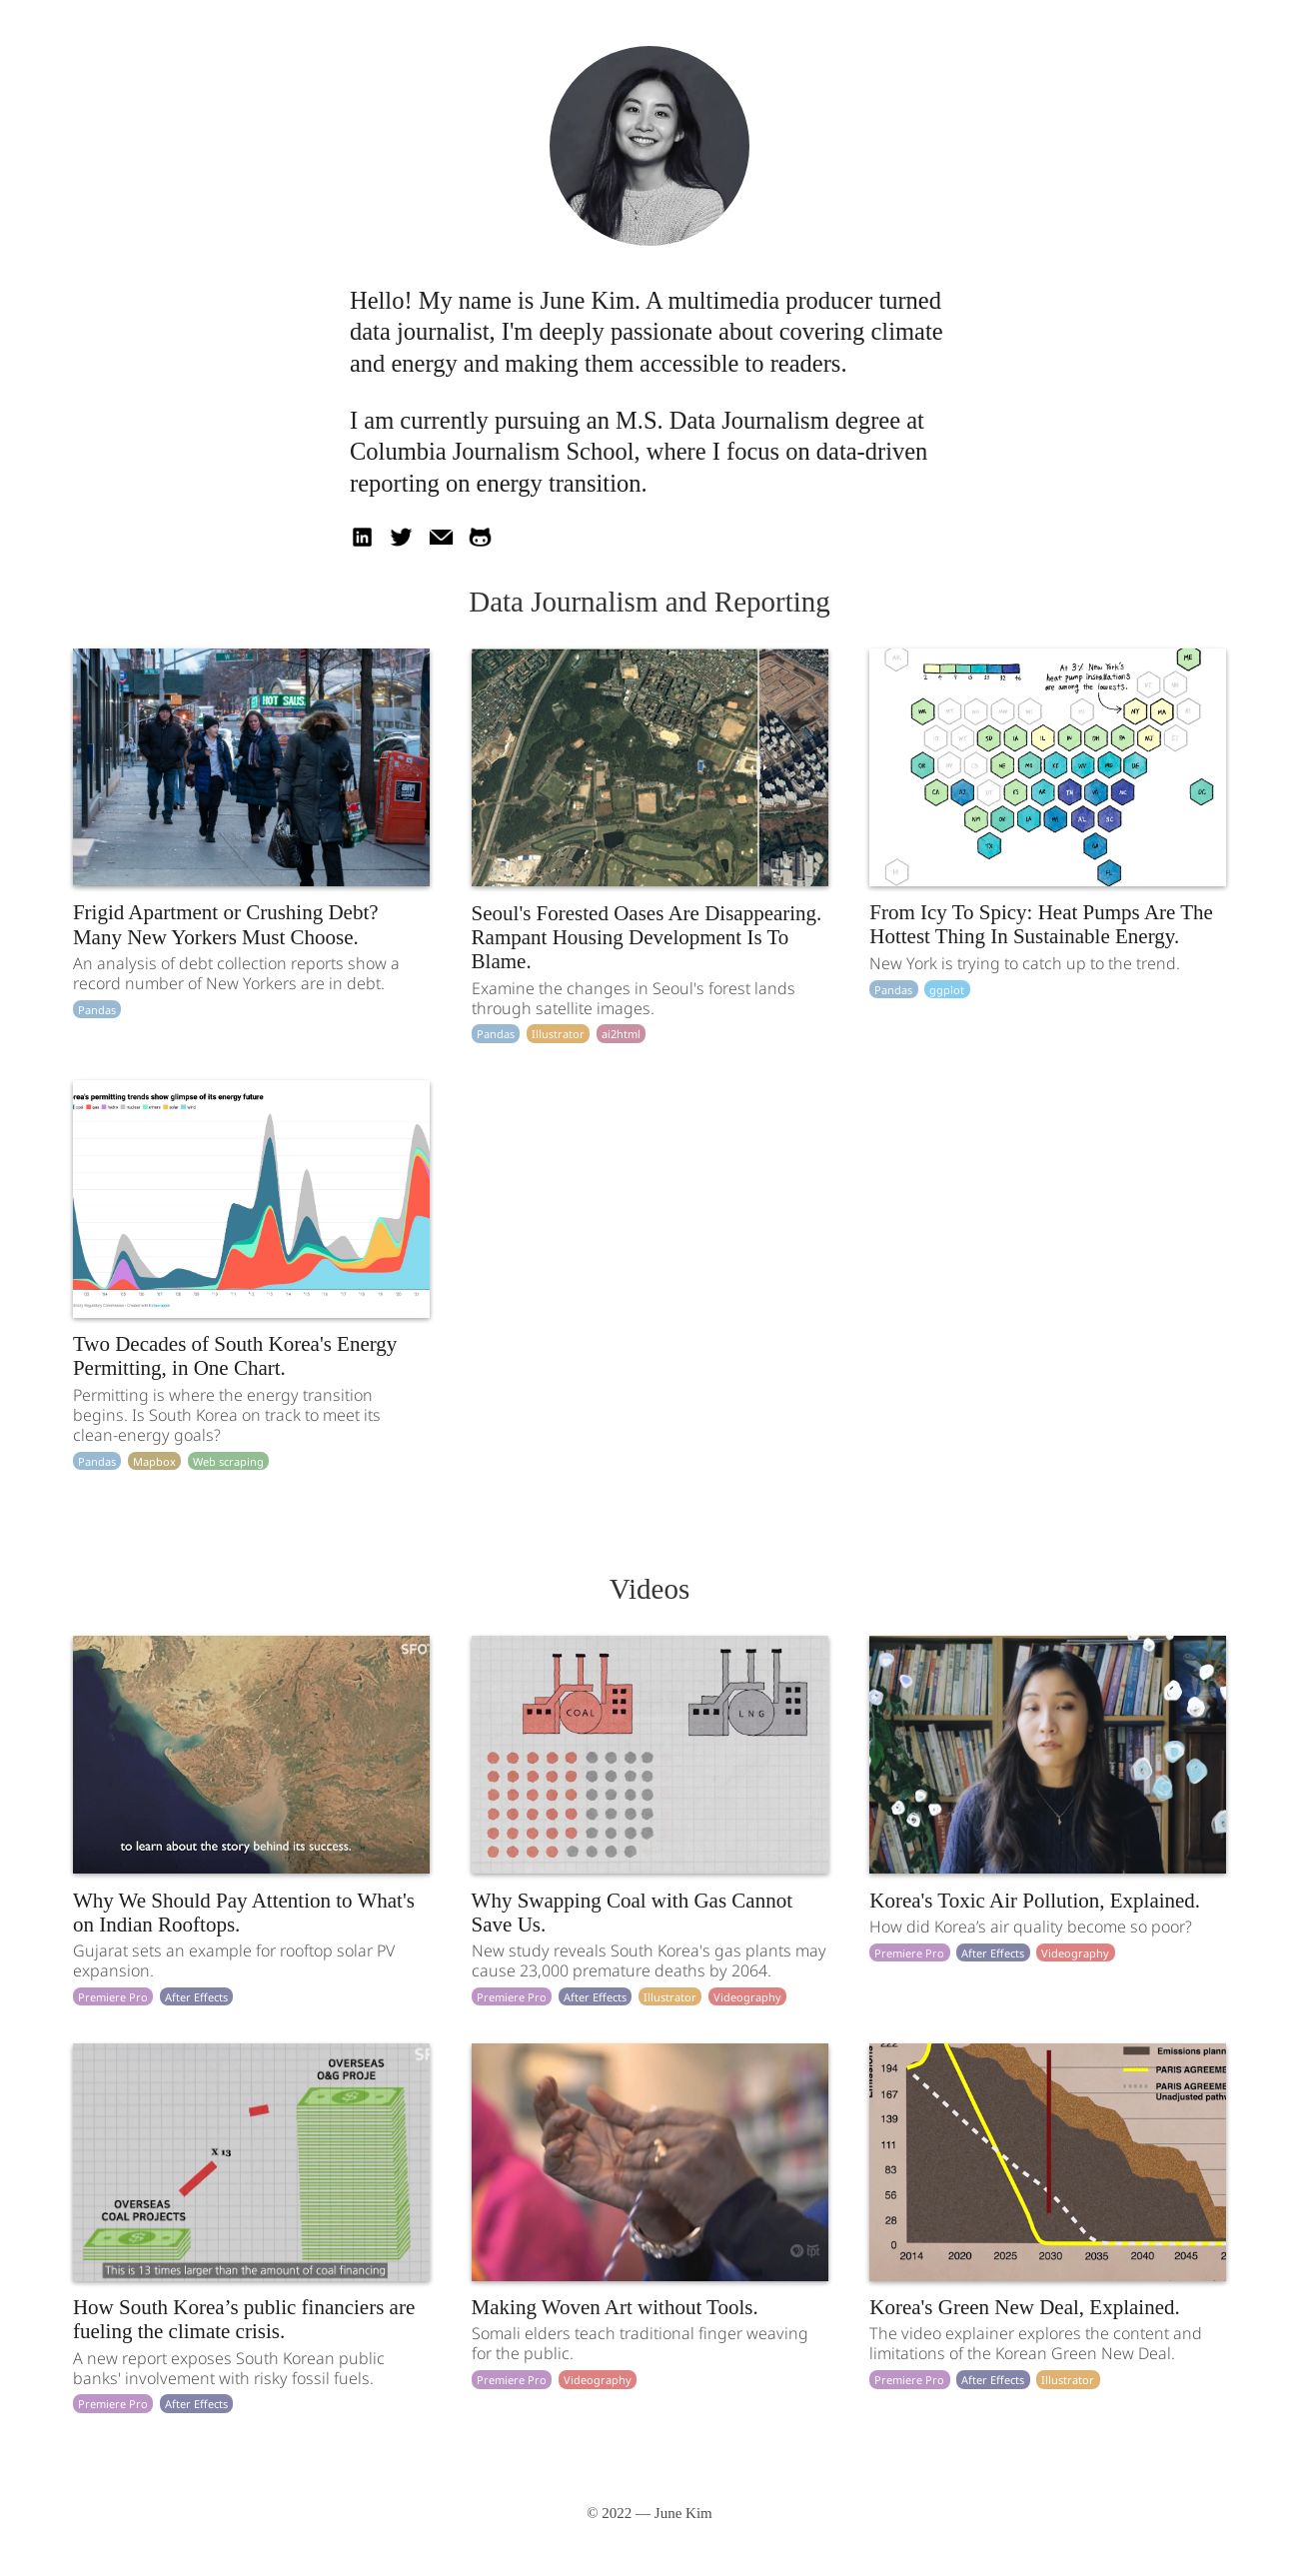 Hello! My name is June Kim. A multimedia producer turned
data journalist, I'm deeply passionate about covering climate
and energy and making them accessible to readers.
I am currently pursuing an M.S. Data Journalism degree at
Columbia Journalism School, where I focus on data-driven
reporting on energy transition.
in
Data Journalism and Reporting
HOT SAUS
At 3% New York's
heat pump installations
are among the lowests.
ME
NY
MA
Frigid Apartment or Crushing Debt?
Many New Yorkers Must Choose.
An analysis of debt collection reports show a
record number of New Yorkers are in debt.
Pandas
Seoul's Forested Oases Are Disappearing.
Rampant Housing Development Is To
Blame.
Examine the changes in Seoul's forest lands
through satellite images.
Pandas Illustrator ai2html
From Icy To Spicy: Heat Pumps Are The
Hottest Thing In Sustainable Energy.
New York is trying to catch up to the trend.
Pandas ggplot
rea's permitting trends show glimpse of its energy future
coal gas hydro nuclear others solar wind
Two Decades of South Korea's Energy
Permitting, in One Chart.
Permitting is where the energy transition
begins. Is South Korea on track to meet its
clean-energy goals?
Pandas Mapbox Web scraping
Videos
SFO
to learn about the story behind its success.
COAL
LNG
Why We Should Pay Attention to What's
on Indian Rooftops.
Gujarat sets an example for rooftop solar PV
expansion.
Premiere Pro After Effects
Why Swapping Coal with Gas Cannot
Save Us.
New study reveals South Korea's gas plants may
cause 23,000 premature deaths by 2064.
Premiere Pro After Effects Illustrator Videography
Korea's Toxic Air Pollution, Explained.
How did Korea’s air quality become so poor?
Premiere Pro After Effects Videography
OVERSEAS
O&G PROJE
X 13
OVERSEAS
COAL PROJECTS
This is 13 times larger than the amount of coal financing
Emissions
222
194
167
139
111
83
56
28
0
2014 2020 2025 2030 2035 2040 2045 2
Emissions plann
PARIS AGREEME
PARIS AGREEME
Unadjusted pathv
How South Korea’s public financiers are
fueling the climate crisis.
A new report exposes South Korean public
banks' involvement with risky fossil fuels.
Premiere Pro After Effects
Making Woven Art without Tools.
Somali elders teach traditional finger weaving
for the public.
Premiere Pro Videography
Korea's Green New Deal, Explained.
The video explainer explores the content and
limitations of the Korean Green New Deal.
Premiere Pro After Effects Illustrator
© 2022 — June Kim